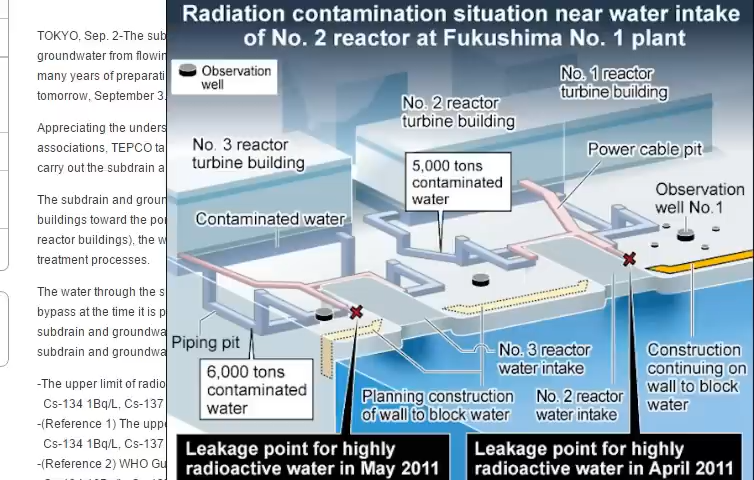 TOKYO, Sep. 2-The sub
groundwater from flowin
many years of preparati
tomorrow, September 3.
Appreciating the unders
associations, TEPCO ta
carry out the subdrain a
The subdrain and groun
buildings toward the por
reactor buildings), the w
treatment processes.
The water through the s
bypass at the time it is p
subdrain and groundwa
subdrain and groundwa
-The upper limit of radio
Cs-134 1Bq/L, Cs-137
-(Reference 1) The uppe
Cs-134 1Bq/L, Cs-137
-(Reference 2) WHO Gu
Radiation contamination situation near water intake
of No. 2 reactor at Fukushima No. 1 plant
Observation
well
No. 1 reactor
turbine building
No. 2 reactor
turbine building
No. 3 reactor
turbine building
Power cable pit
5,000 tons
contaminated
water
Observation
well No.1
Contaminated water
Piping pit
6,000 tons
contaminated
water
No. 3 reactor
water intake
Planning construction
of wall to block water
No. 2 reactor
water intake
Construction
continuing on
wall to block
water
Leakage point for highly
radioactive water in May 2011
Leakage point for highly
radioactive water in April 2011